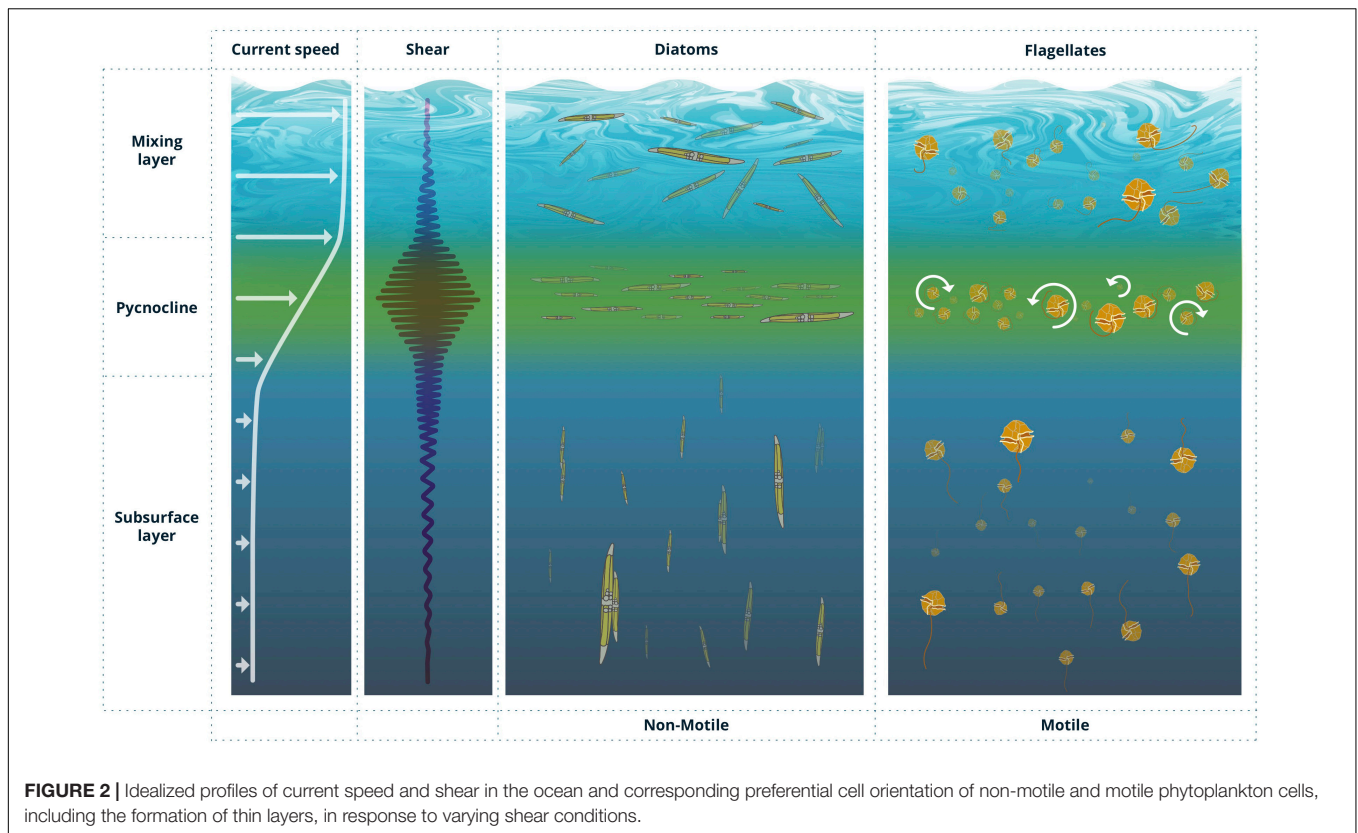 Current speed
Shear
Diatoms
Flagellates
Mixing
layer
Pycnocline
Subsurface
layer
Non-Motile
Motile
FIGURE 2 | Idealized profiles of current speed and shear in the ocean and corresponding preferential cell orientation of non-motile and motile phytoplankton cells,
including the formation of thin layers, in response to varying shear conditions.